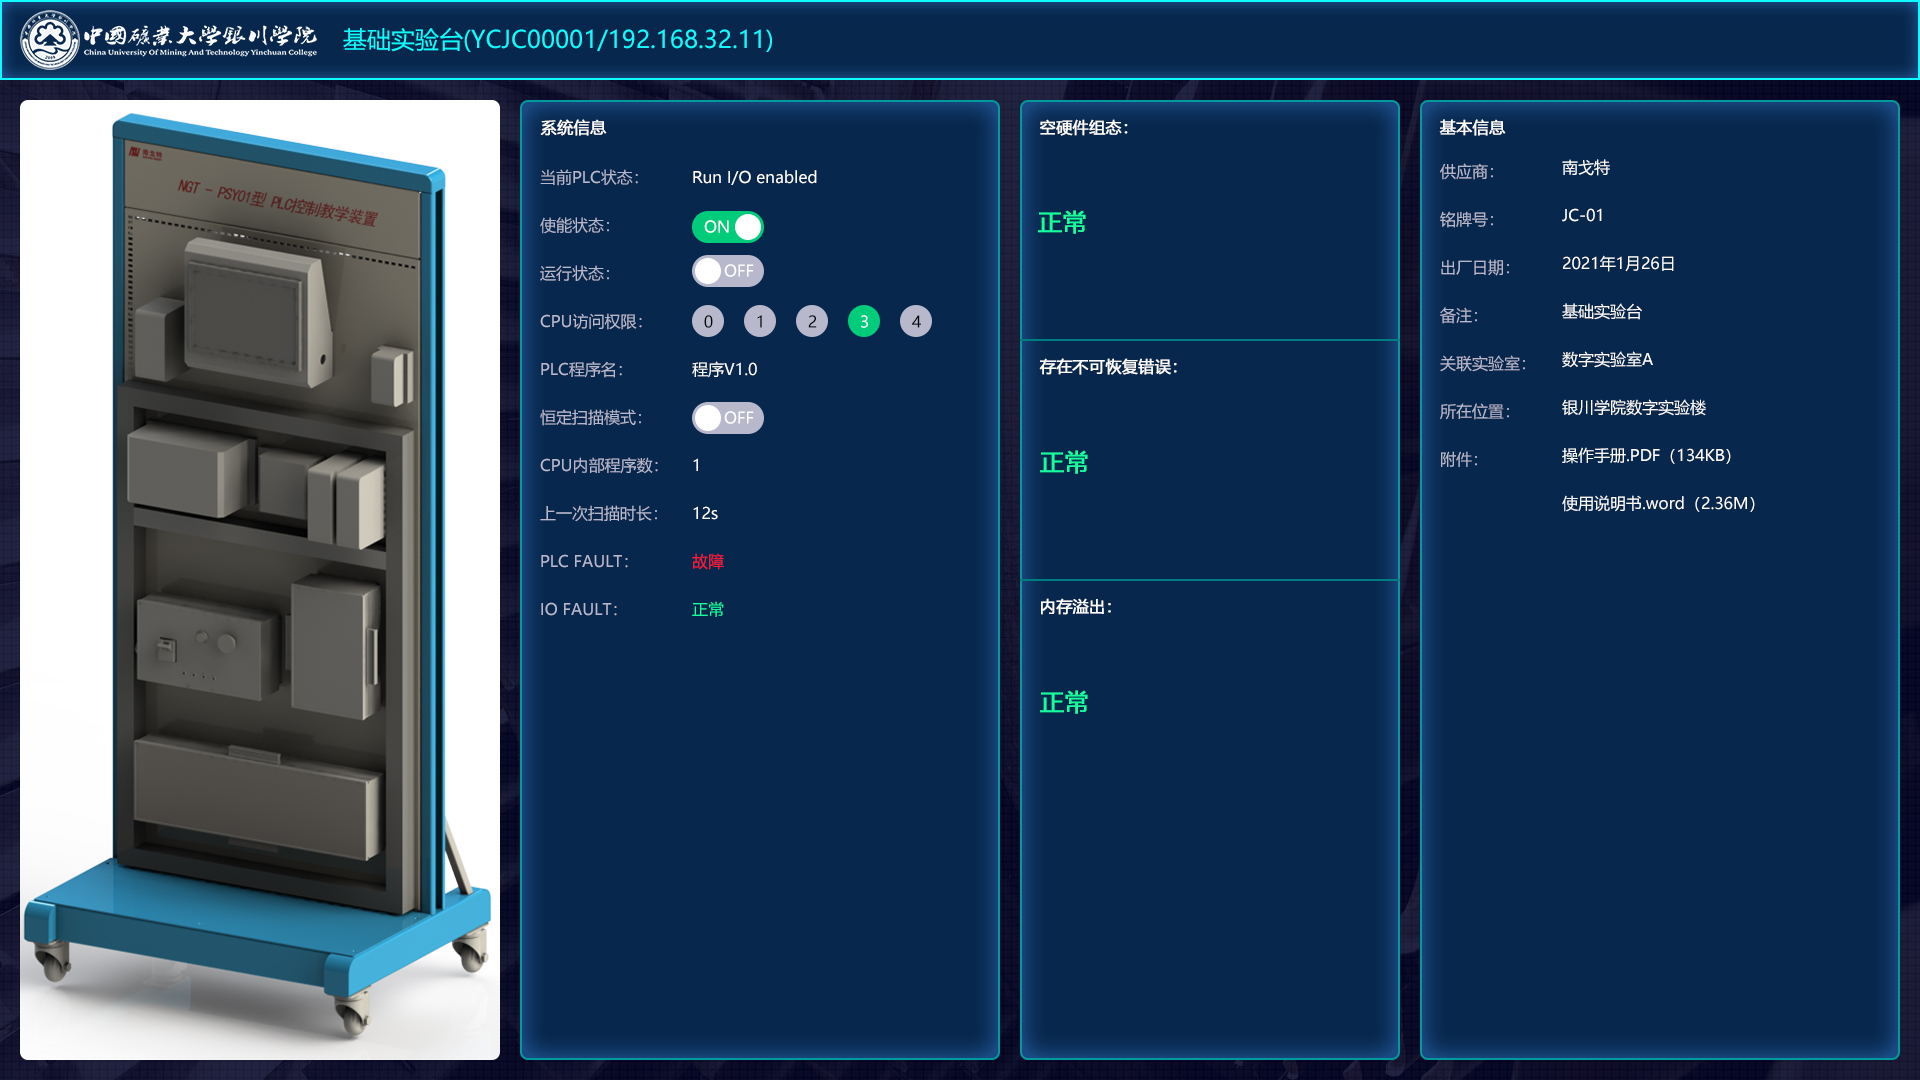 中國礦業大學銀川學院
China University Of Mining And Technology Yinchuan College
基础实验台(YCJC00001/192.168.32.11)
南戈特
NGT - PSY01型 PLC控制教学装置
系统信息
当前PLC状态： Run I/O enabled
使能状态： ON
运行状态： OFF
CPU访问权限： 0 1 2 3 4
PLC程序名： 程序V1.0
恒定扫描模式： OFF
CPU内部程序数： 1
上一次扫描时长： 12s
PLC FAULT： 故障
IO FAULT： 正常
空硬件组态：
正常
存在不可恢复错误：
正常
内存溢出：
正常
基本信息
供应商： 南戈特
铭牌号： JC-01
出厂日期： 2021年1月26日
备注： 基础实验台
关联实验室： 数字实验室A
所在位置： 银川学院数字实验楼
附件： 操作手册.PDF（134KB）
使用说明书.word（2.36M）